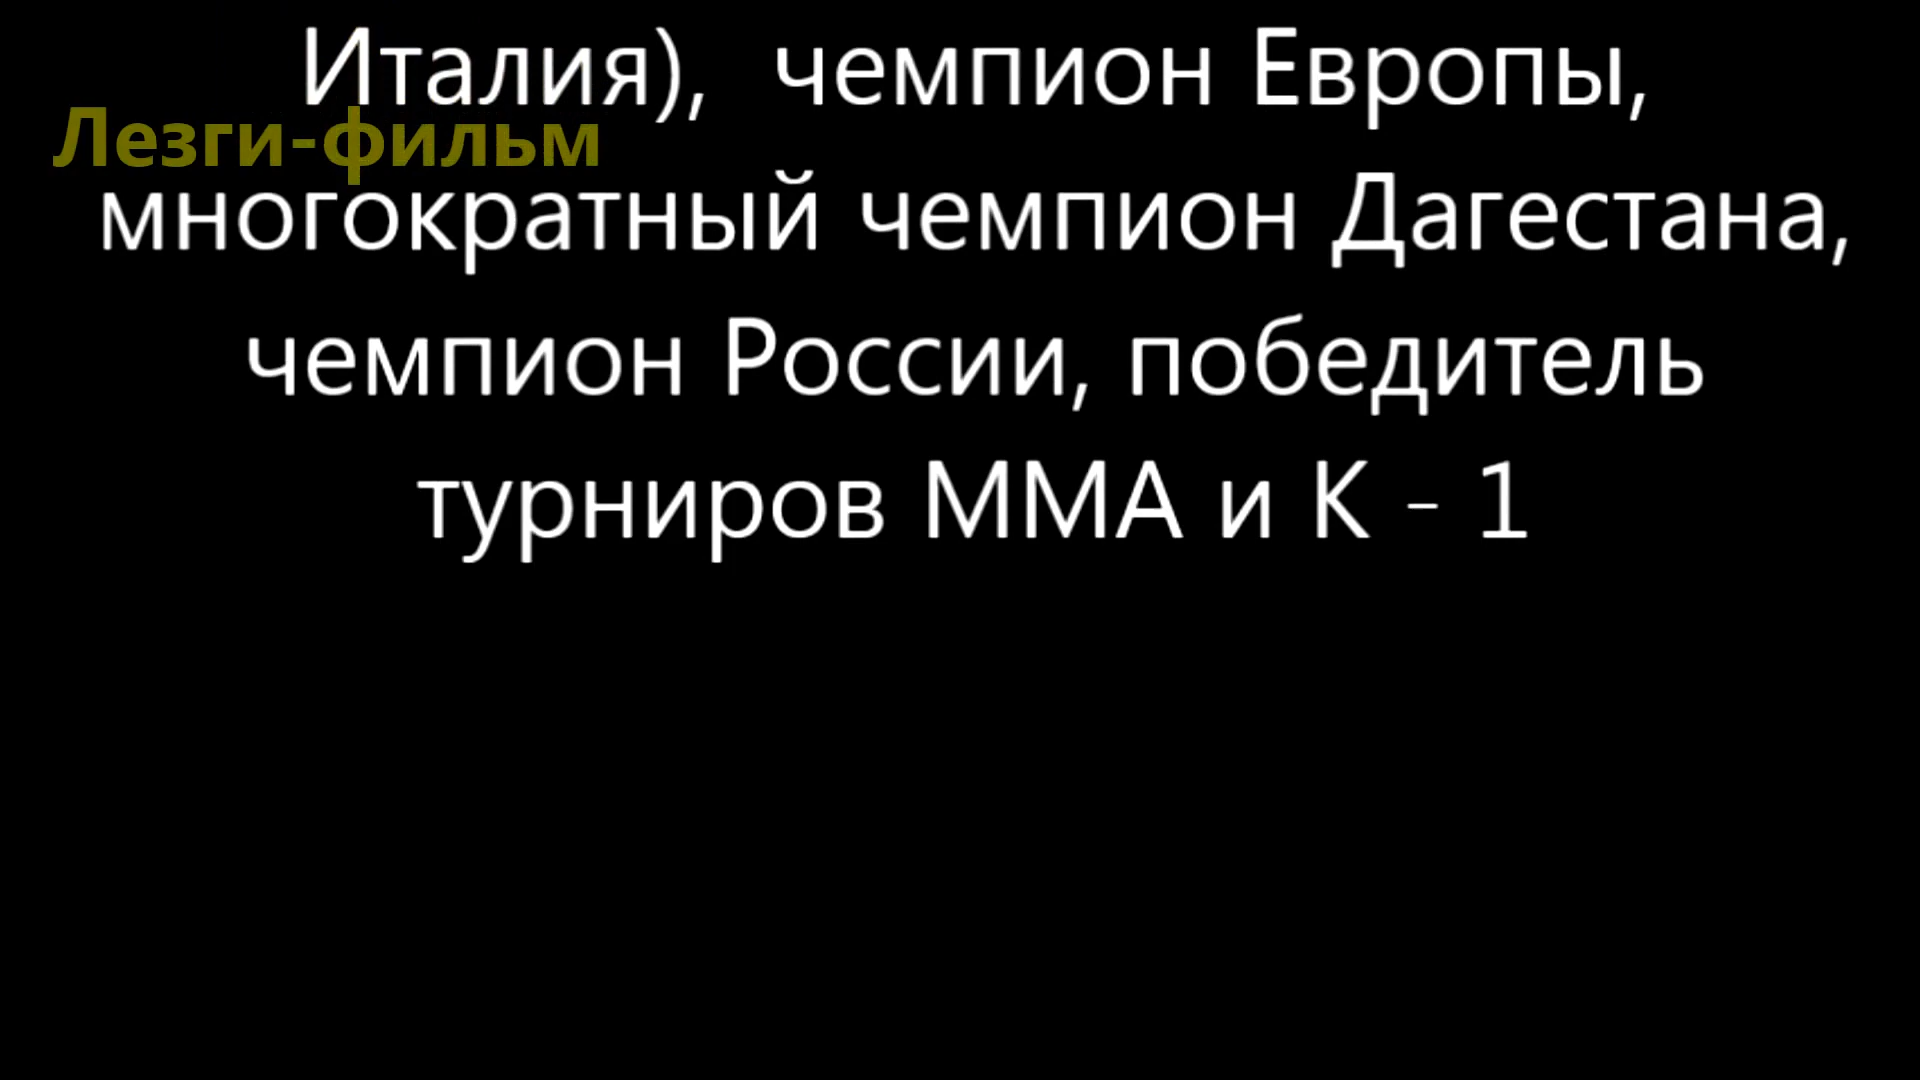 Италия), чемпион Европы,
Лезги-фильм
многократный чемпион Дагестана,
чемпион России, победитель
турниров ММА и К - 1